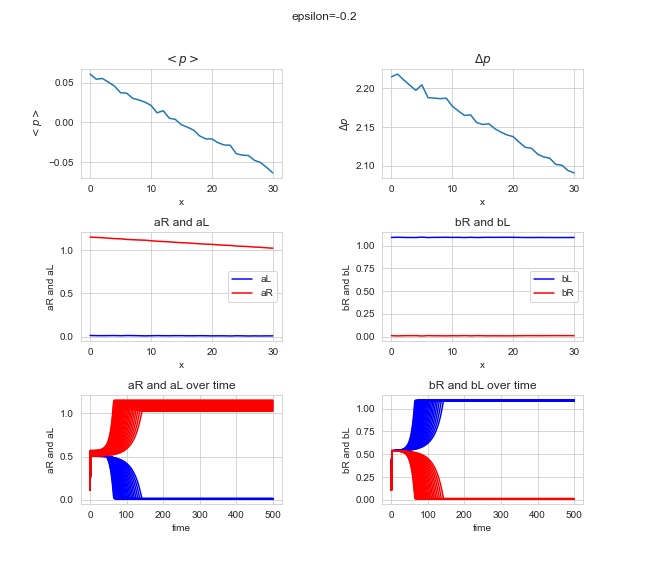 epsilon=-0.2
< p >
Δp
< p >
0.05
0.00
−0.05
0 10 20 30
x
Δp
2.20
2.15
2.10
0 10 20 30
x
aR and aL
bR and bL
aR and aL
1.0
0.5
0.0
aL
aR
0 10 20 30
x
bR and bL
1.00
0.75
0.50
0.25
0.00
bL
bR
0 10 20 30
x
aR and aL over time
bR and bL over time
aR and aL
1.0
0.5
0.0
0 100 200 300 400 500
time
bR and bL
1.00
0.75
0.50
0.25
0.00
0 100 200 300 400 500
time